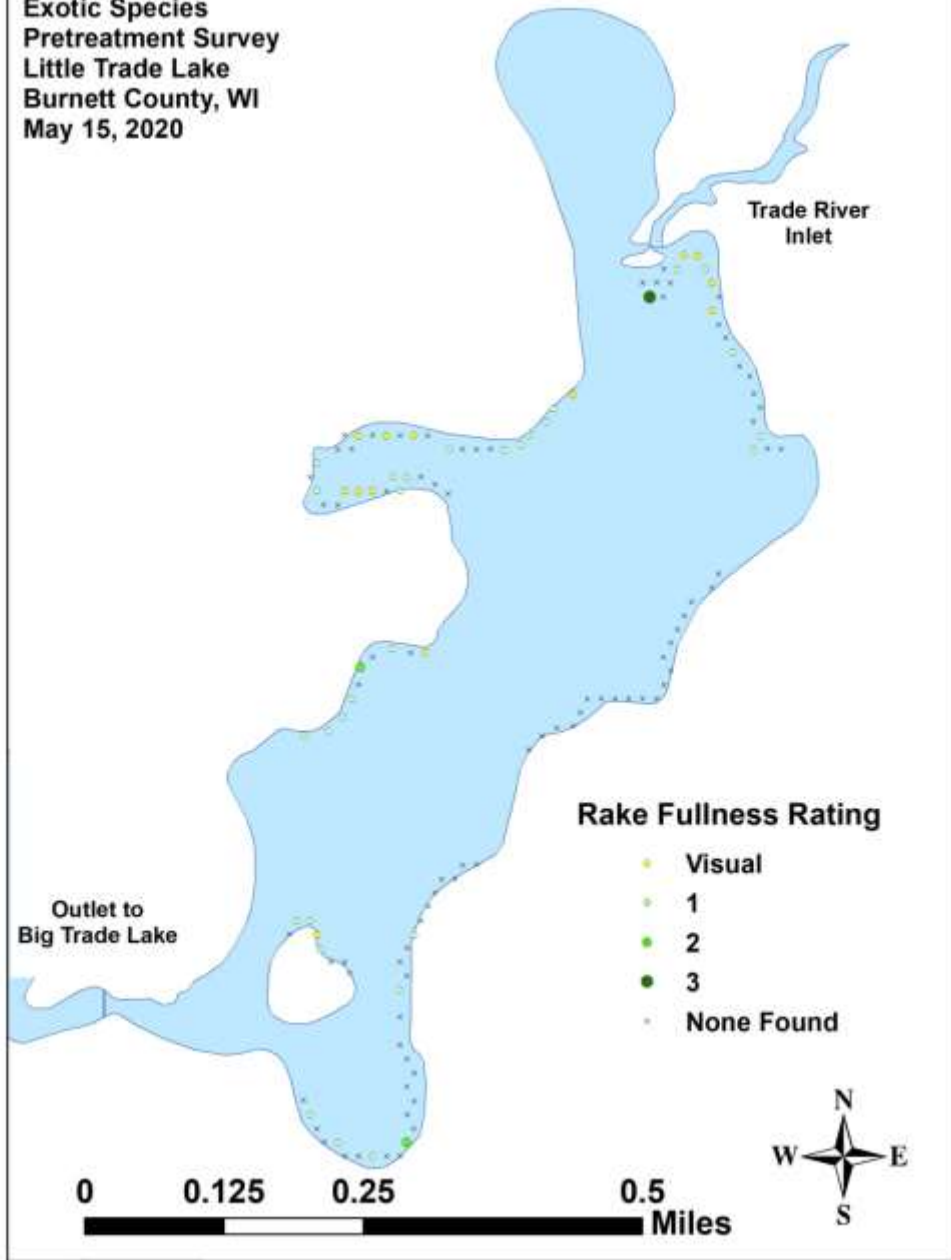 Exotic Species
Pretreatment Survey
Little Trade Lake
Burnett County, WI
May 15, 2020
Trade River
Inlet
Rake Fullness Rating
Visual
1
2
3
None Found
Outlet to
Big Trade Lake
N
W E
S
0 0.125 0.25 0.5
Miles